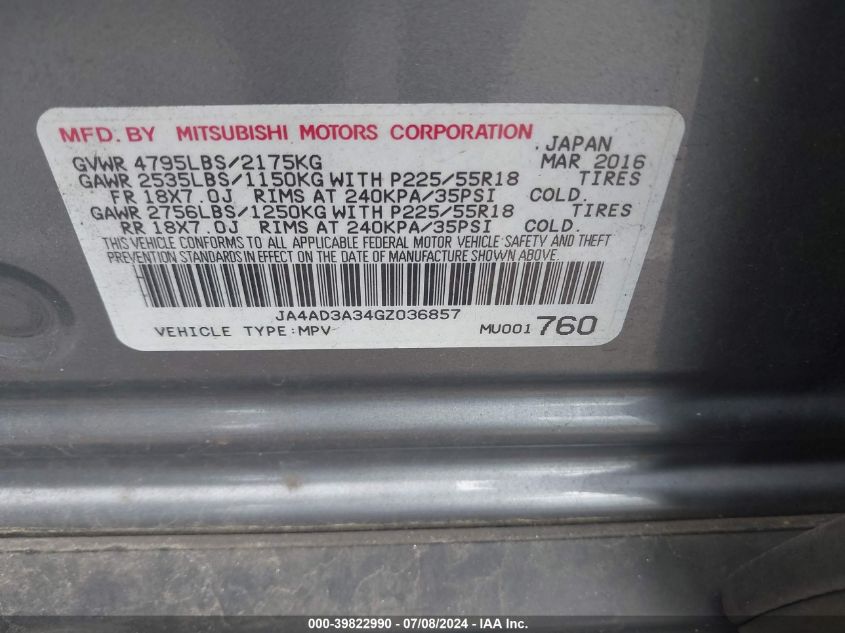 MFD. BY MITSUBISHI MOTORS CORPORATION JAPAN
GVWR 4795LBS/2175KG MAR 2016
GAWR 2535LBS/1150KG WITH P225/55R18 TIRES
FR 18X7.0J RIMS AT 240KPA/35PSI COLD.
GAWR 2756LBS/1250KG WITH P225/55R18 TIRES
RR 18X7.0J RIMS AT 240KPA/35PSI COLD.
THIS VEHICLE CONFORMS TO ALL APPLICABLE FEDERAL MOTOR VEHICLE SAFETY AND THEFT
PREVENTION STANDARDS IN EFFECT ON THE DATE OF MANUFACTURE SHOWN ABOVE.
JA4AD3A34GZ036857
VEHICLE TYPE:MPV MU001760
000-39822990 / 07/08/2024 - IAA Inc.